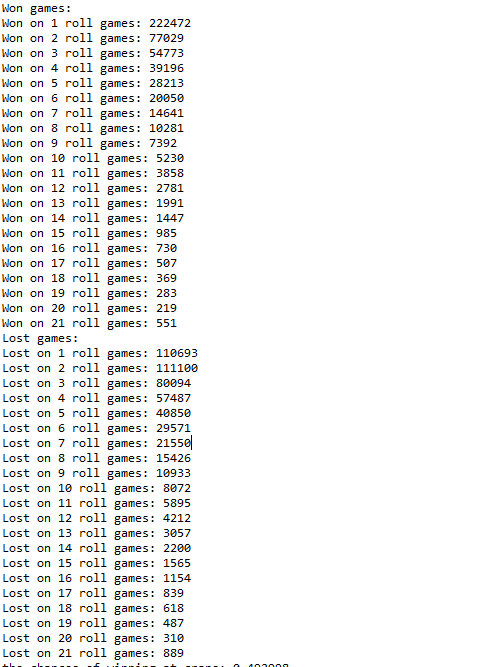 Won games:
Won on 1 roll games: 222472
Won on 2 roll games: 77029
Won on 3 roll games: 54773
Won on 4 roll games: 39196
Won on 5 roll games: 28213
Won on 6 roll games: 20050
Won on 7 roll games: 14641
Won on 8 roll games: 10281
Won on 9 roll games: 7392
Won on 10 roll games: 5230
Won on 11 roll games: 3858
Won on 12 roll games: 2781
Won on 13 roll games: 1991
Won on 14 roll games: 1447
Won on 15 roll games: 985
Won on 16 roll games: 730
Won on 17 roll games: 507
Won on 18 roll games: 369
Won on 19 roll games: 283
Won on 20 roll games: 219
Won on 21 roll games: 551
Lost games:
Lost on 1 roll games: 110693
Lost on 2 roll games: 111100
Lost on 3 roll games: 80094
Lost on 4 roll games: 57487
Lost on 5 roll games: 40850
Lost on 6 roll games: 29571
Lost on 7 roll games: 21550
Lost on 8 roll games: 15426
Lost on 9 roll games: 10933
Lost on 10 roll games: 8072
Lost on 11 roll games: 5895
Lost on 12 roll games: 4212
Lost on 13 roll games: 3057
Lost on 14 roll games: 2200
Lost on 15 roll games: 1565
Lost on 16 roll games: 1154
Lost on 17 roll games: 839
Lost on 18 roll games: 618
Lost on 19 roll games: 487
Lost on 20 roll games: 310
Lost on 21 roll games: 889
the chances of winning at craps: